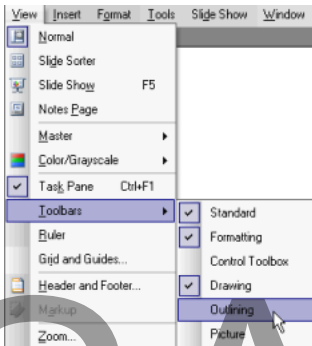 View Insert Format Tools Slide Show Window
Normal
Slide Sorter
Slide Show F5
Notes Page
Master
Color/Grayscale
Task Pane Ctrl+F1
Toolbars
Ruler
Grid and Guides...
Header and Footer...
Markup
Zoom...
Standard
Formatting
Control Toolbox
Drawing
Outlining
Picture